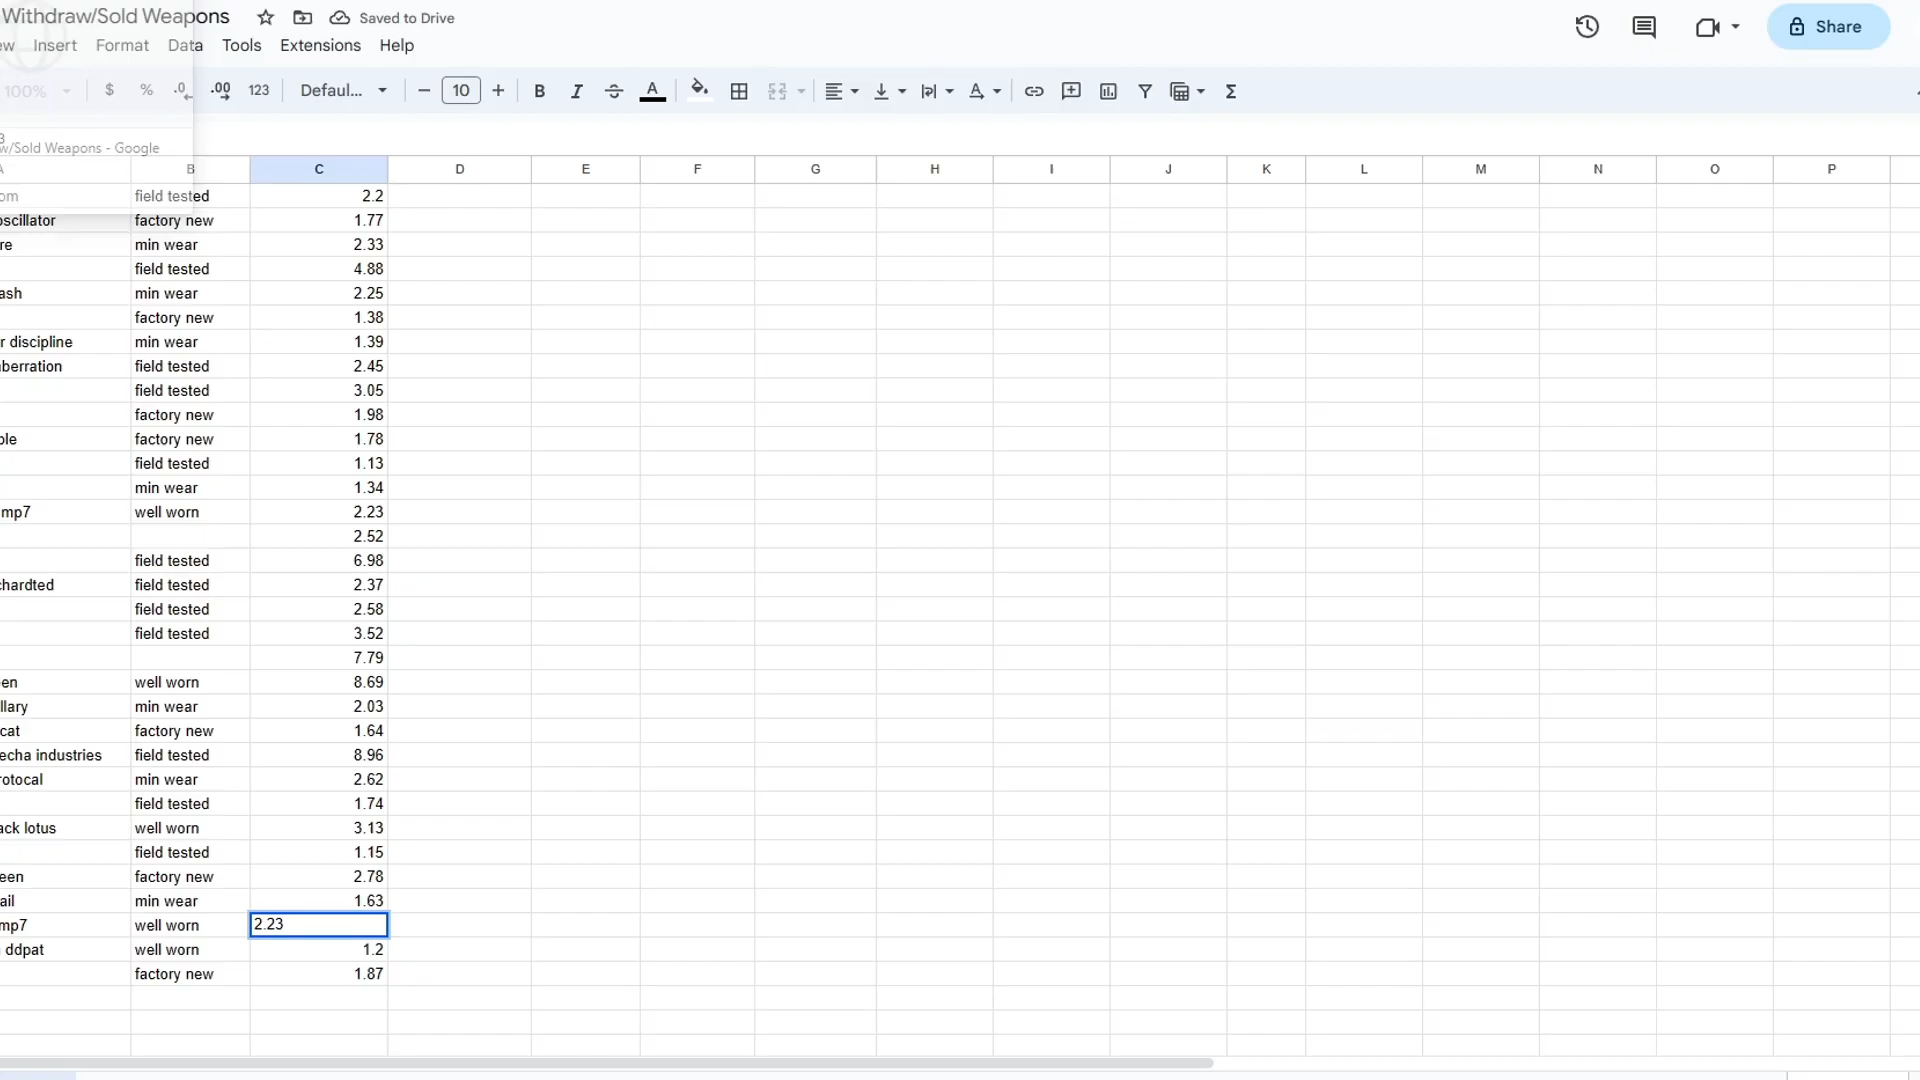 Withdraw/Sold Weapons Saved to Drive
ew Insert Format Data Tools Extensions Help
Share
100% $ % .0 .00 123 Defaul... 10 B I A Σ
3
w/Sold Weapons - Google
A B C D E F G H I J K L M N O P
om field tested 2.2
oscillator factory new 1.77
re min wear 2.33
field tested 4.88
ash min wear 2.25
factory new 1.38
r discipline min wear 1.39
berration field tested 2.45
field tested 3.05
factory new 1.98
ble factory new 1.78
field tested 1.13
min wear 1.34
mp7 well worn 2.23
2.52
field tested 6.98
chardted field tested 2.37
field tested 2.58
field tested 3.52
7.79
en well worn 8.69
llary min wear 2.03
cat factory new 1.64
echa industries field tested 8.96
rotocal min wear 2.62
field tested 1.74
ack lotus well worn 3.13
field tested 1.15
een factory new 2.78
ail min wear 1.63
mp7 well worn 2.23
ddpat well worn 1.2
factory new 1.87